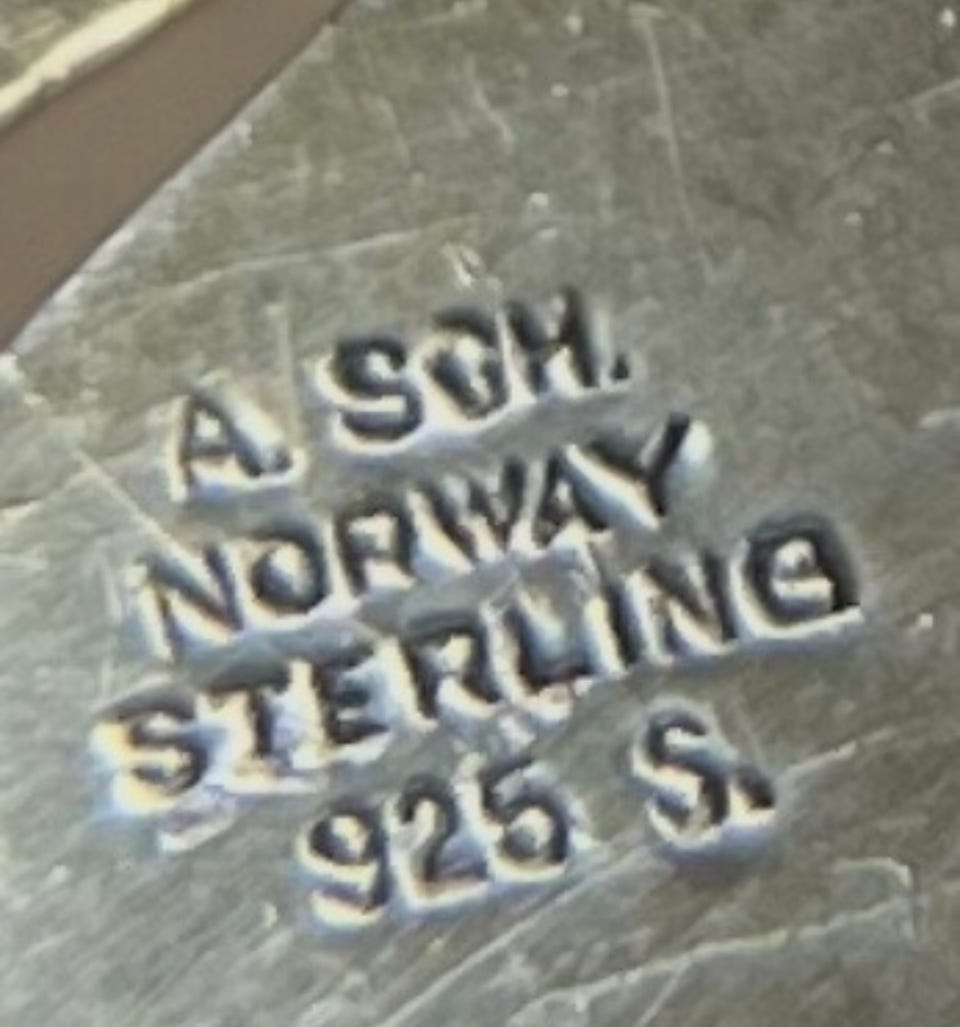 A. SCH.
NORWAY
STERLING
925 S.